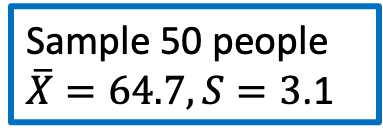 Sample 50 people
X̄ = 64.7, S = 3.1